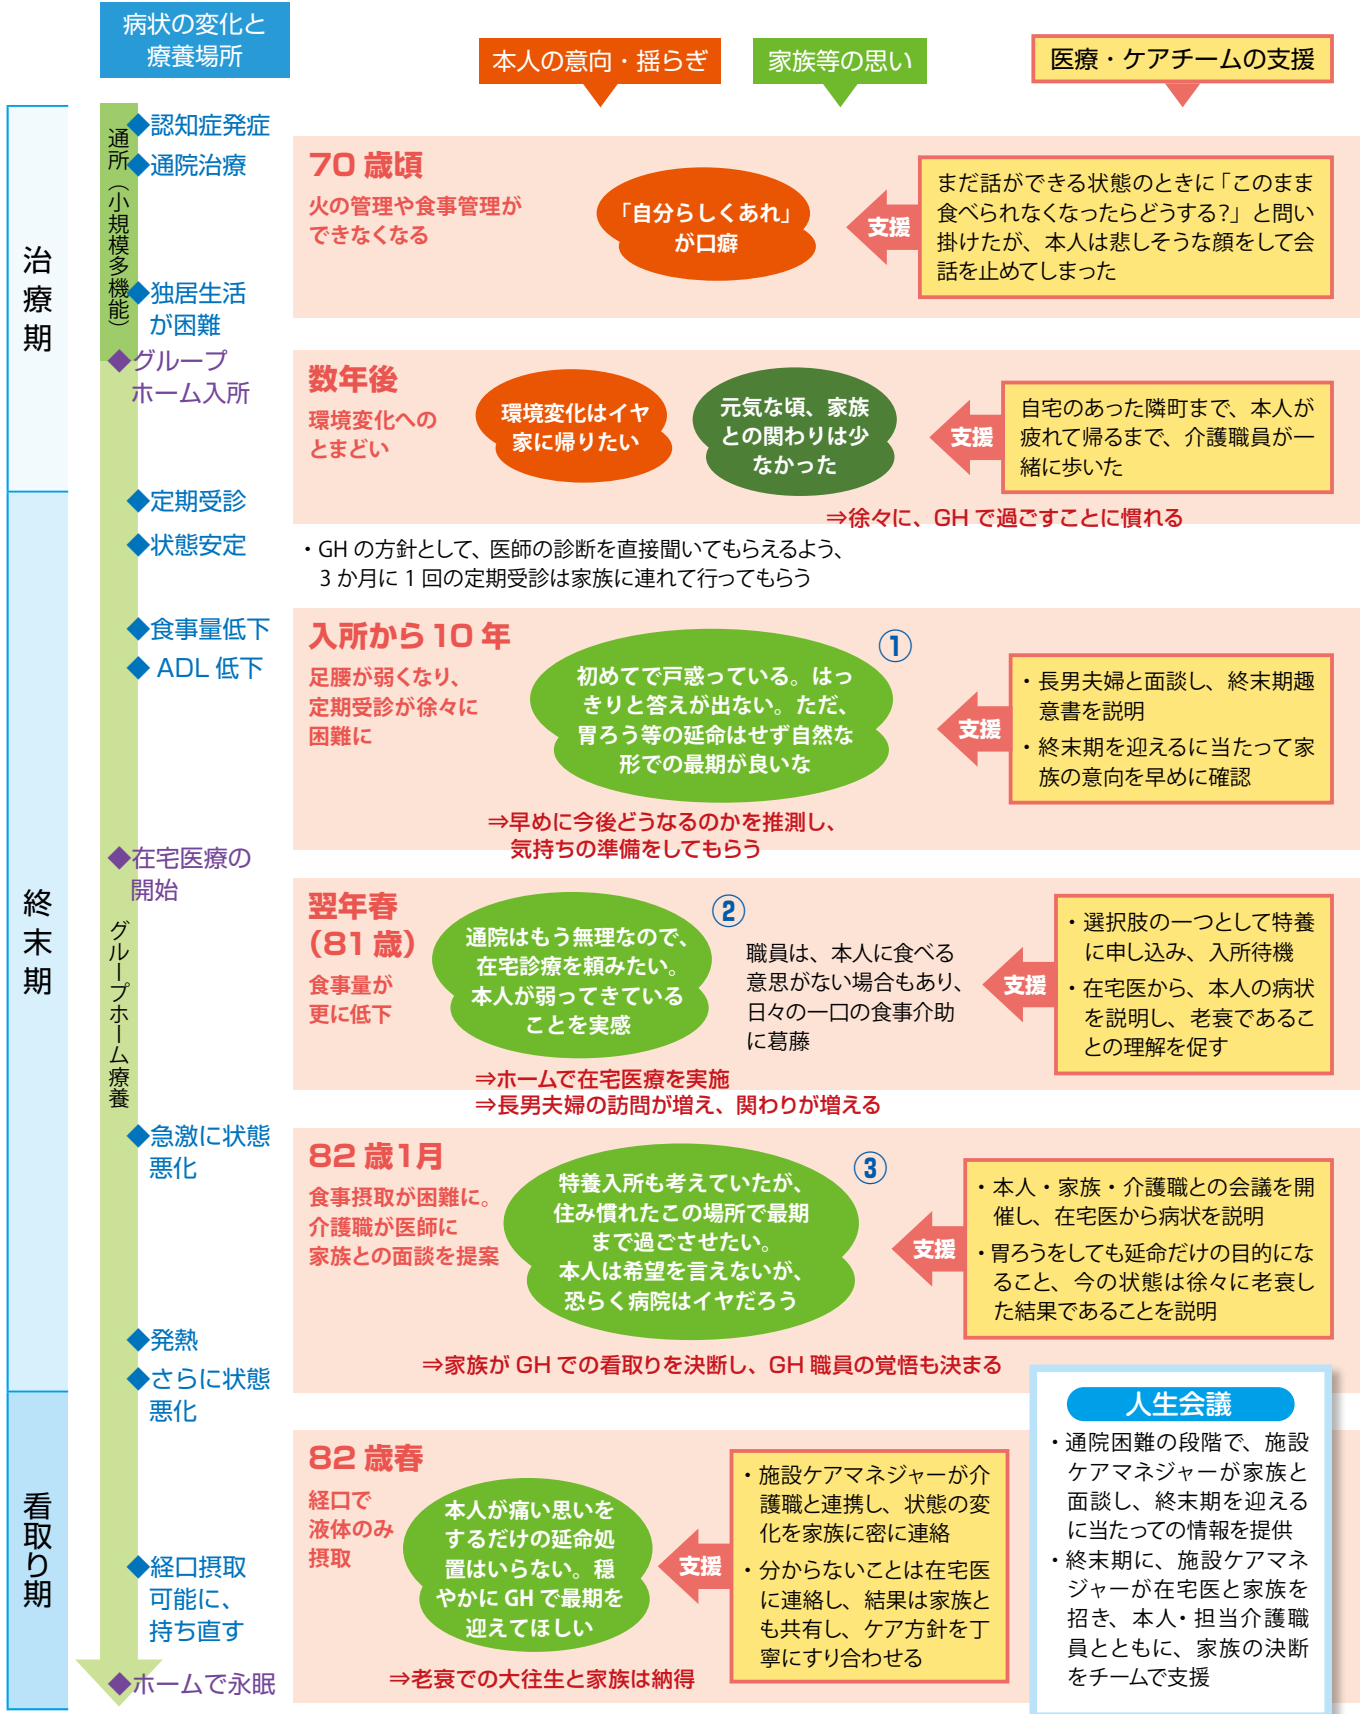 病状の変化と
療養場所
本人の意向・揺らぎ
家族等の思い
医療・ケアチームの支援
治療期
終末期
看取り期
通所（小規模多機能）
グループホーム療養
◆認知症発症
◆通院治療
◆独居生活
が困難
◆グループ
ホーム入所
◆定期受診
◆状態安定
◆食事量低下
◆ADL 低下
◆在宅医療の
開始
◆急激に状態
悪化
◆発熱
◆さらに状態
悪化
◆経口摂取
可能に、
持ち直す
◆ホームで永眠
70 歳頃
火の管理や食事管理が
できなくなる
「自分らしくあれ」
が口癖
支援
まだ話ができる状態のときに「このまま
食べられなくなったらどうする？」と問い
掛けたが、本人は悲しそうな顔をして会
話を止めてしまった
数年後
環境変化への
とまどい
環境変化はイヤ
家に帰りたい
元気な頃、家族
との関わりは少
なかった
支援
自宅のあった隣町まで、本人が
疲れて帰るまで、介護職員が一
緒に歩いた
⇒徐々に、GH で過ごすことに慣れる
・GH の方針として、医師の診断を直接聞いてもらえるよう、
3 か月に 1 回の定期受診は家族に連れて行ってもらう
入所から 10 年
足腰が弱くなり、
定期受診が徐々に
困難に
初めてで戸惑っている。はっ
きりと答えが出ない。ただ、
胃ろう等の延命はせず自然な
形での最期が良いな
①
支援
・長男夫婦と面談し、終末期趣
意書を説明
・終末期を迎えるに当たって家
族の意向を早めに確認
⇒早めに今後どうなるのかを推測し、
気持ちの準備をしてもらう
翌年春
（81 歳）
食事量が
更に低下
通院はもう無理なので、
在宅診療を頼みたい。
本人が弱ってきている
ことを実感
②
職員は、本人に食べる
意思がない場合もあり、
日々の一口の食事介助
に葛藤
支援
・選択肢の一つとして特養
に申し込み、入所待機
・在宅医から、本人の病状
を説明し、老衰であるこ
との理解を促す
⇒ホームで在宅医療を実施
⇒長男夫婦の訪問が増え、関わりが増える
82 歳1月
食事摂取が困難に。
介護職が医師に
家族との面談を提案
特養入所も考えていたが、
住み慣れたこの場所で最期
まで過ごさせたい。
本人は希望を言えないが、
恐らく病院はイヤだろう
③
支援
・本人・家族・介護職との会議を開
催し、在宅医から病状を説明
・胃ろうをしても延命だけの目的にな
ること、今の状態は徐々に老衰し
た結果であることを説明
⇒家族が GH での看取りを決断し、GH 職員の覚悟も決まる
82 歳春
経口で
液体のみ
摂取
本人が痛い思いを
するだけの延命処
置はいらない。穏
やかに GH で最期を
迎えてほしい
支援
・施設ケアマネジャーが介
護職と連携し、状態の変
化を家族に密に連絡
・分からないことは在宅医
に連絡し、結果は家族と
も共有し、ケア方針を丁
寧にすり合わせる
⇒老衰での大往生と家族は納得
人生会議
・通院困難の段階で、施設
ケアマネジャーが家族と
面談し、終末期を迎える
に当たっての情報を提供
・終末期に、施設ケアマネ
ジャーが在宅医と家族を
招き、本人・担当介護職
員とともに、家族の決断
をチームで支援